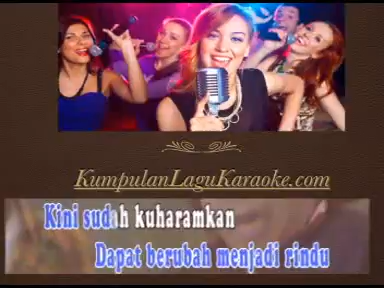 KumpulanLaguKaraoke.com
Kini sudah kuharamkan
Dapat berubah menjadi rindu